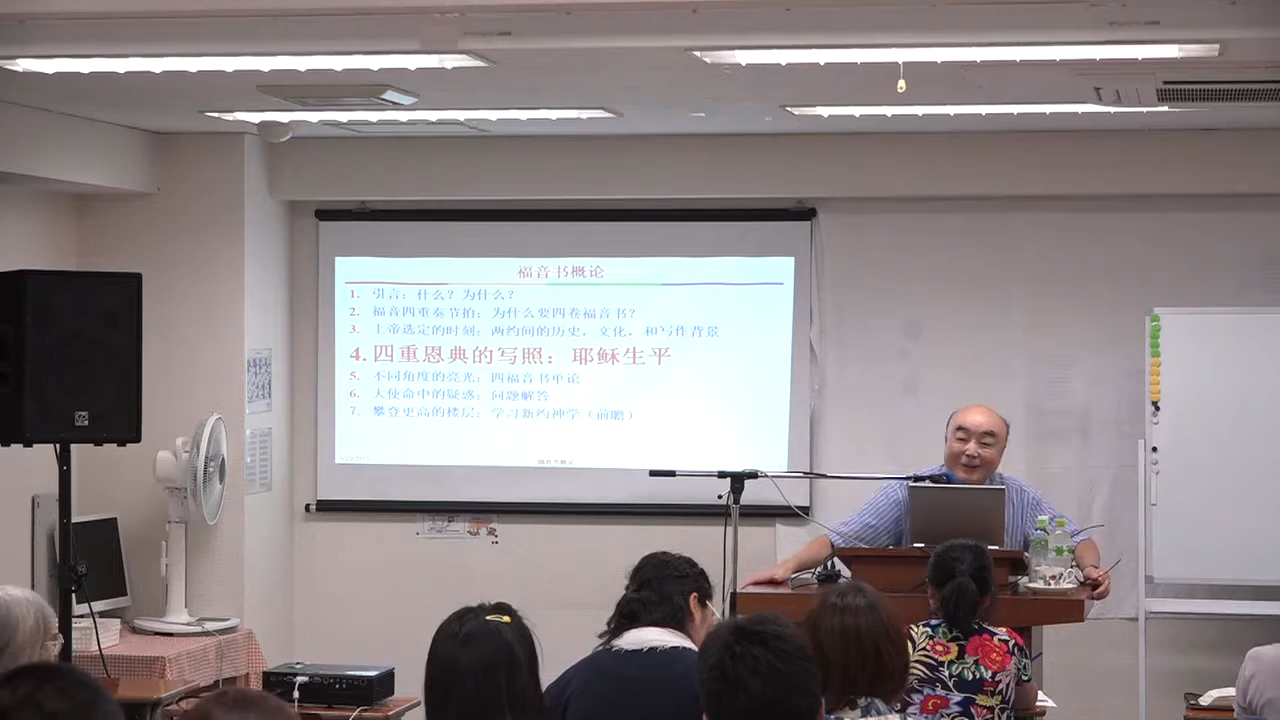 福音书概论
1. 引言：什么？为什么？
2. 福音四重奏节拍：为什么要四卷福音书？
3. 上帝选定的时刻：两约间的历史，文化，和写作背景
4. 四重恩典的写照：耶稣生平
5. 不同角度的亮光：四福音书单论
6. 大使命中的疑惑：问题解答
7. 攀登更高的楼层：学习新约神学（前瞻）
福音书概论